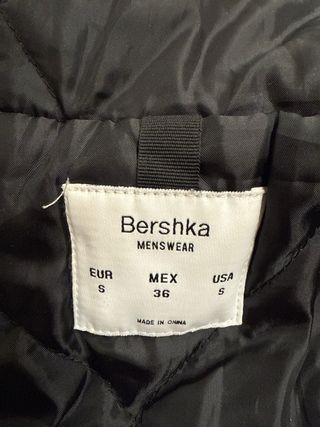 Bershka
MENSWEAR
EUR MEX USA
S 36 S
MADE IN CHINA